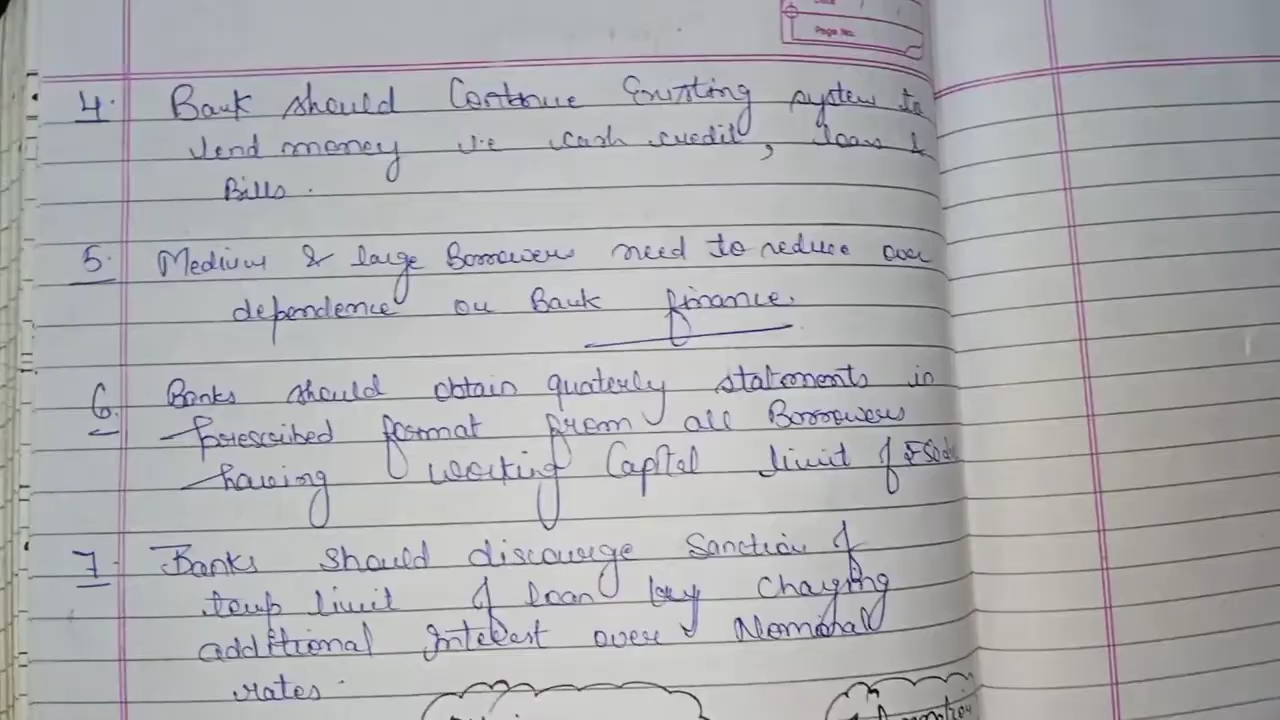 Page No.
4. Bank should Continue Existing system to
lend money i.e cash credit, loans &
Bills.
5. Medium & large Borrowers need to reduce over
dependence on Bank finance.
6. Banks should obtain quaterly statements in
prescribed format from all Borrowers
having working Capital limit of
7. Banks should discourge Sanction of
temp limit of loan by Charging
additional Interest over Nominal
rates.